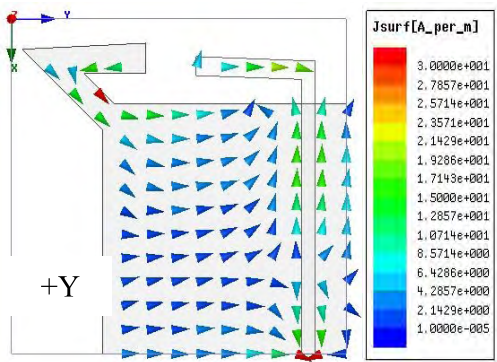 Z Y
X
+Y
Jsurf[A_per_m]
3.0000e+001
2.7857e+001
2.5714e+001
2.3571e+001
2.1429e+001
1.9286e+001
1.7143e+001
1.5000e+001
1.2857e+001
1.0714e+001
8.5714e+000
6.4286e+000
4.2857e+000
2.1429e+000
1.0000e-005